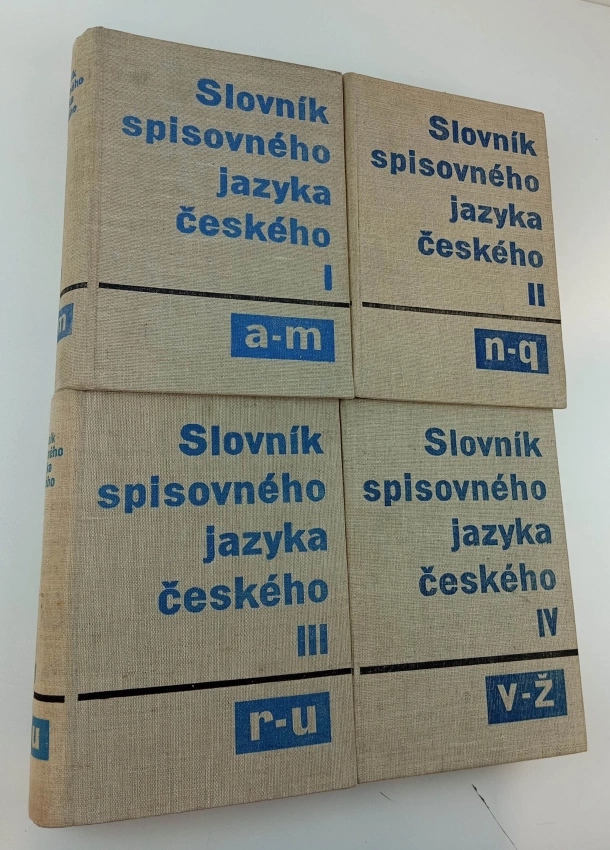 Slovník
spisovného
jazyka
českého
I
a-m
Slovník
spisovného
jazyka
českého
II
n-q
Slovník
spisovného
jazyka
českého
III
r-u
Slovník
spisovného
jazyka
českého
IV
v-Ž